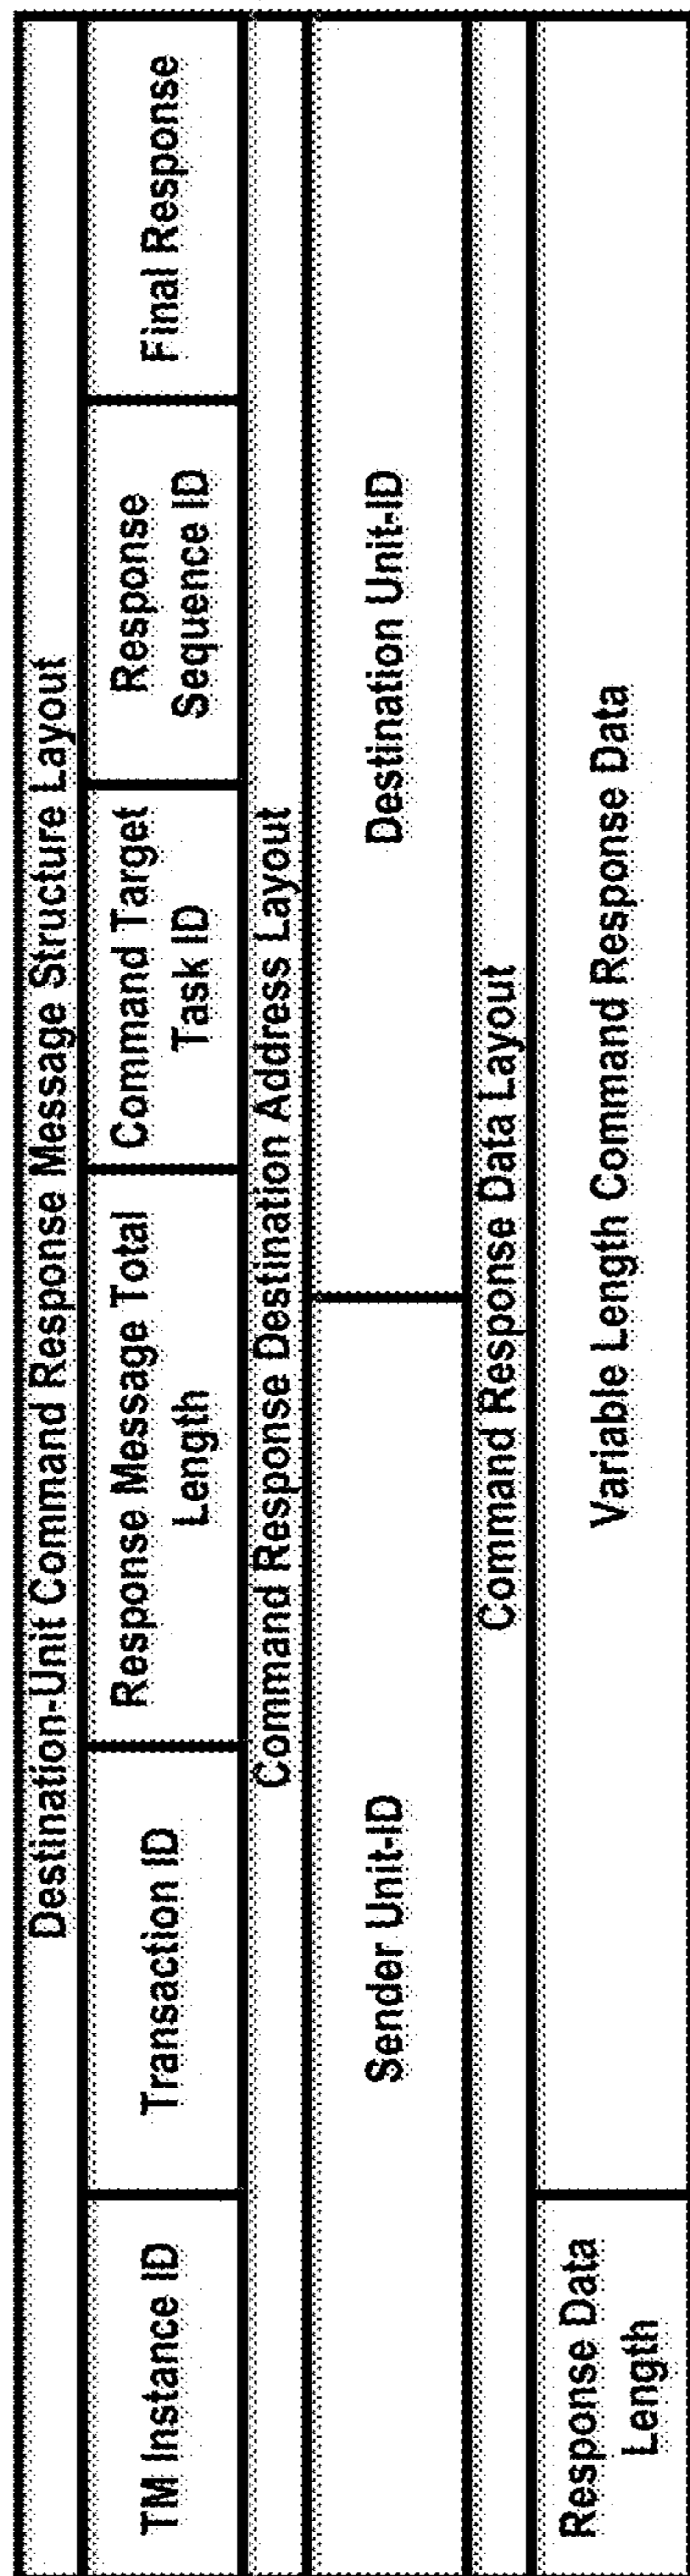 Destination-Unit Command Response Message Structure Layout
TM Instance ID
Transaction ID
Response Message Total
Length
Command Target
Task ID
Response
Sequence ID
Final Response
Command Response Destination Address Layout
Sender Unit-ID
Destination Unit-ID
Command Response Data Layout
Response Data
Length
Variable Length Command Response Data